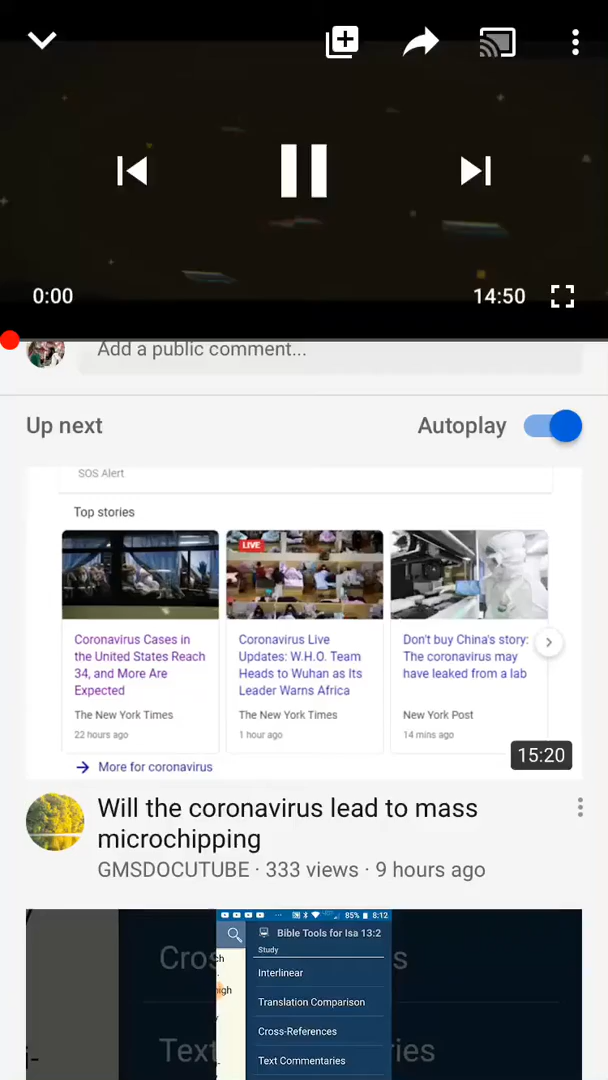 0:00
14:50
Add a public comment...
Up next
Autoplay
SOS Alert
Top stories
LIVE
Coronavirus Cases in
the United States Reach
34, and More Are
Expected
The New York Times
22 hours ago
Coronavirus Live
Updates: W.H.O. Team
Heads to Wuhan as Its
Leader Warns Africa
The New York Times
1 hour ago
Don't buy China's story:
The coronavirus may
have leaked from a lab
New York Post
14 mins ago
More for coronavirus
15:20
Will the coronavirus lead to mass
microchipping
GMSDOCUTUBE · 333 views · 9 hours ago
85% 8:12
Bible Tools for Isa 13:2
Study
Interlinear
Translation Comparison
Cross-References
Text Commentaries